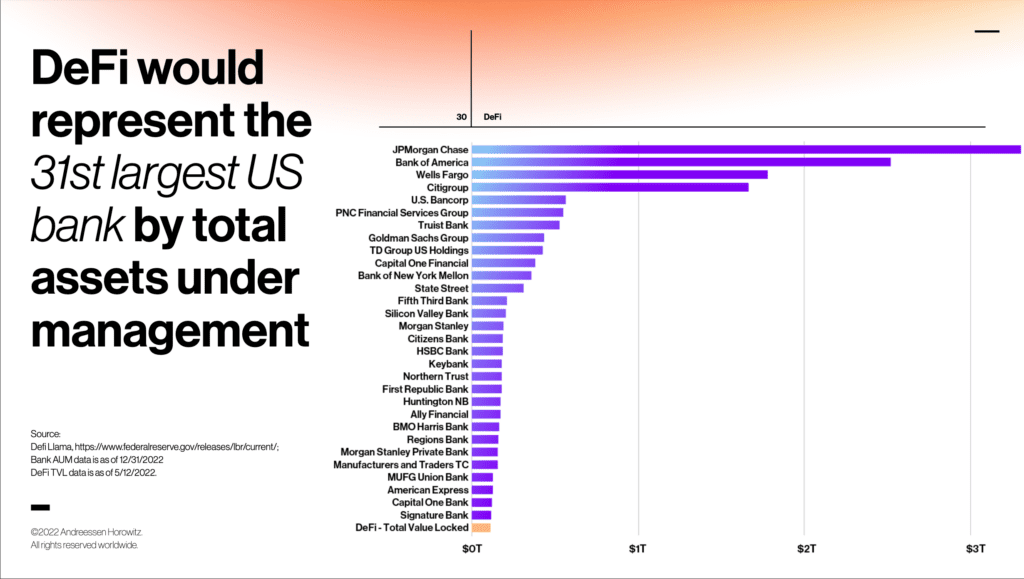 DeFi would
represent the
31st largest US
bank by total
assets under
management
Source:
Defi Llama, https://www.federalreserve.gov/releases/lbr/current/;
Bank AUM data is as of 12/31/2022
DeFi TVL data is as of 5/12/2022.
©2022 Andreessen Horowitz.
All rights reserved worldwide.
30 DeFi
JPMorgan Chase
Bank of America
Wells Fargo
Citigroup
U.S. Bancorp
PNC Financial Services Group
Truist Bank
Goldman Sachs Group
TD Group US Holdings
Capital One Financial
Bank of New York Mellon
State Street
Fifth Third Bank
Silicon Valley Bank
Morgan Stanley
Citizens Bank
HSBC Bank
Keybank
Northern Trust
First Republic Bank
Huntington NB
Ally Financial
BMO Harris Bank
Regions Bank
Morgan Stanley Private Bank
Manufacturers and Traders TC
MUFG Union Bank
American Express
Capital One Bank
Signature Bank
DeFi - Total Value Locked
$0T $1T $2T $3T